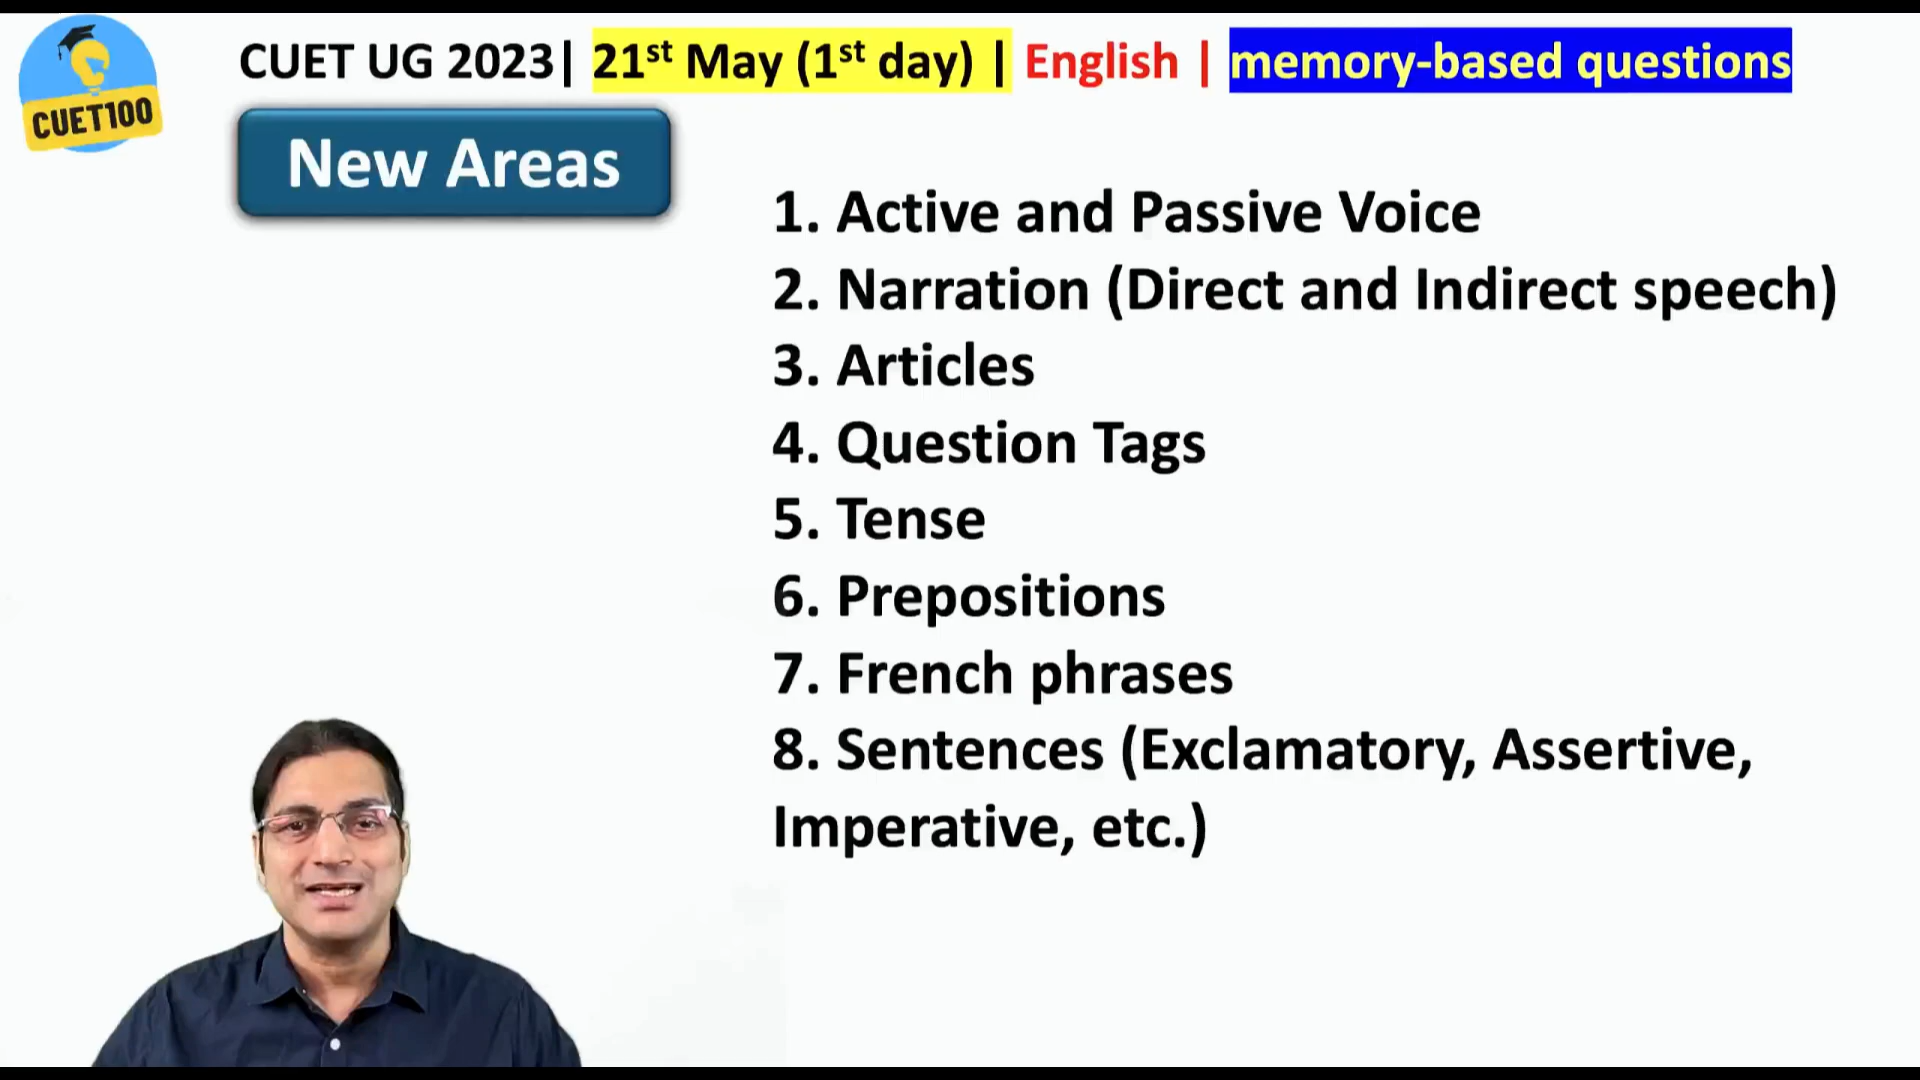 CUET UG 2023| 21st May (1st day) | English | memory-based questions
CUET100
New Areas
1. Active and Passive Voice
2. Narration (Direct and Indirect speech)
3. Articles
4. Question Tags
5. Tense
6. Prepositions
7. French phrases
8. Sentences (Exclamatory, Assertive,
Imperative, etc.)